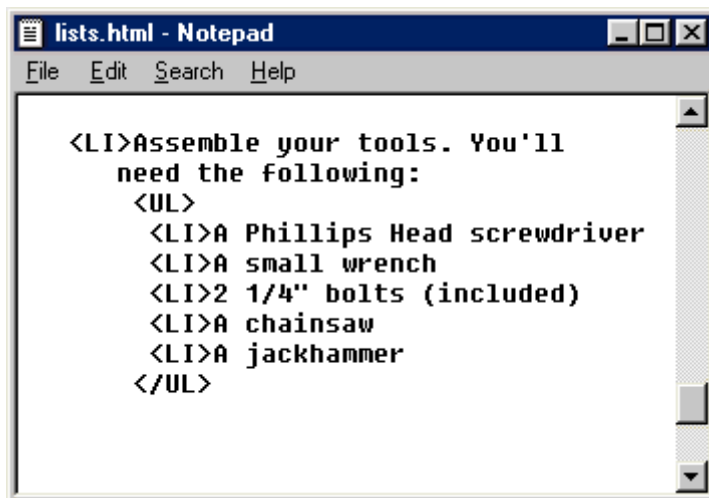 lists.html - Notepad
File Edit Search Help
<LI>Assemble your tools. You'll
need the following:
<UL>
<LI>A Phillips Head screwdriver
<LI>A small wrench
<LI>2 1/4" bolts (included)
<LI>A chainsaw
<LI>A jackhammer
</UL>